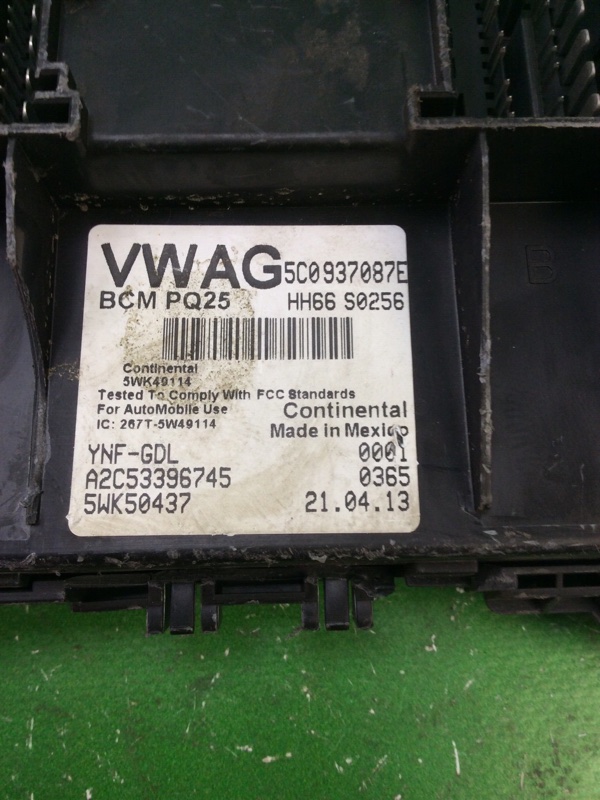 VWAG 5C0937087E
BCM PQ25 HH66 S0256
Continental
5WK49114
Tested To Comply With FCC Standards
For AutoMobile Use
IC: 267T-5W49114
Continental
Made in Mexico
YNF-GDL 0001
A2C53396745 0365
5WK50437 21.04.13
B